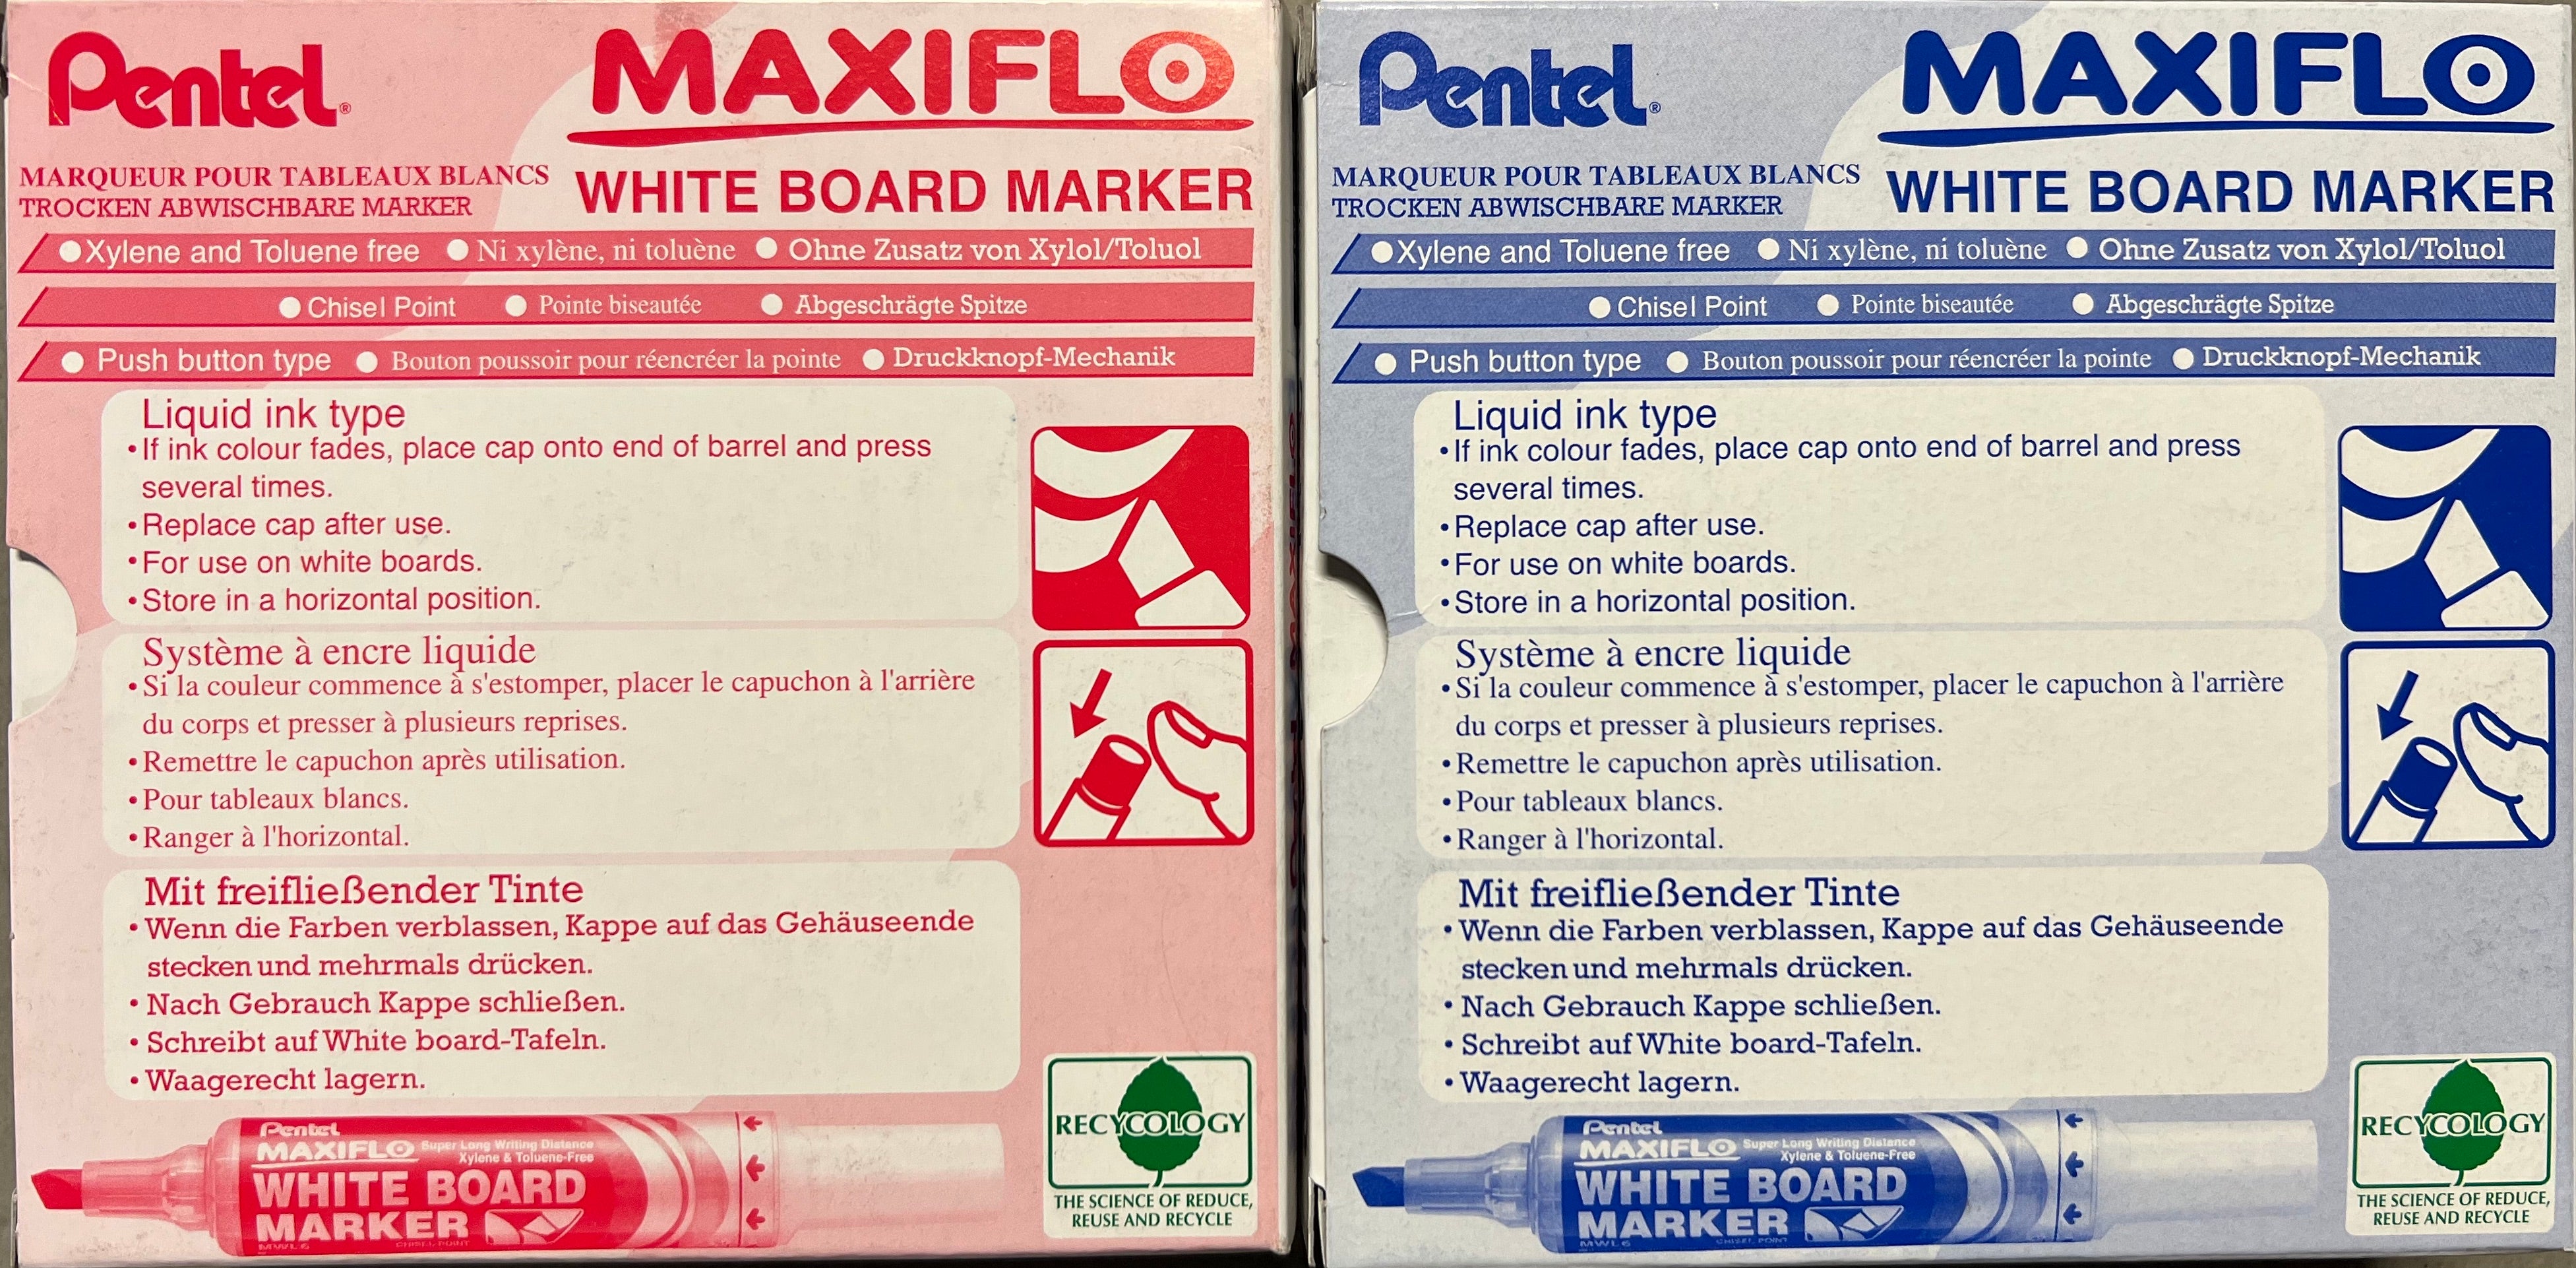 Pentel®
MAXIFLO
MARQUEUR POUR TABLEAUX BLANCS
TROCKEN ABWISCHBARE MARKER
WHITE BOARD MARKER
●Xylene and Toluene free ● Ni xylène, ni toluène ● Ohne Zusatz von Xylol/Toluol
● Chisel Point ● Pointe biseautée ● Abgeschrägte Spitze
● Push button type ● Bouton poussoir pour réencréer la pointe ● Druckknopf-Mechanik
Liquid ink type
•If ink colour fades, place cap onto end of barrel and press
several times.
•Replace cap after use.
•For use on white boards.
•Store in a horizontal position.
Système à encre liquide
•Si la couleur commence à s'estomper, placer le capuchon à l'arrière
du corps et presser à plusieurs reprises.
•Remettre le capuchon après utilisation.
•Pour tableaux blancs.
•Ranger à l'horizontal.
Mit freifließender Tinte
• Wenn die Farben verblassen, Kappe auf das Gehäuseende
stecken und mehrmals drücken.
• Nach Gebrauch Kappe schließen.
• Schreibt auf White board-Tafeln.
• Waagerecht lagern.
Pentel
MAXIFLO Super Long Writing Distance
Xylene & Toluene-Free
WHITE BOARD
MARKER
MWL6 CHISEL POINT
RECYCOLOGY
THE SCIENCE OF REDUCE,
REUSE AND RECYCLE
Pentel®
MAXIFLO
MARQUEUR POUR TABLEAUX BLANCS
TROCKEN ABWISCHBARE MARKER
WHITE BOARD MARKER
●Xylene and Toluene free ● Ni xylène, ni toluène ● Ohne Zusatz von Xylol/Toluol
● Chisel Point ● Pointe biseautée ● Abgeschrägte Spitze
● Push button type ● Bouton poussoir pour réencréer la pointe ● Druckknopf-Mechanik
Liquid ink type
•If ink colour fades, place cap onto end of barrel and press
several times.
•Replace cap after use.
•For use on white boards.
•Store in a horizontal position.
Système à encre liquide
•Si la couleur commence à s'estomper, placer le capuchon à l'arrière
du corps et presser à plusieurs reprises.
•Remettre le capuchon après utilisation.
•Pour tableaux blancs.
•Ranger à l'horizontal.
Mit freifließender Tinte
• Wenn die Farben verblassen, Kappe auf das Gehäuseende
stecken und mehrmals drücken.
• Nach Gebrauch Kappe schließen.
• Schreibt auf White board-Tafeln.
• Waagerecht lagern.
Pentel
MAXIFLO Super Long Writing Distance
Xylene & Toluene-Free
WHITE BOARD
MARKER
MWL6 CHISEL POINT
RECYCOLOGY
THE SCIENCE OF REDUCE,
REUSE AND RECYCLE